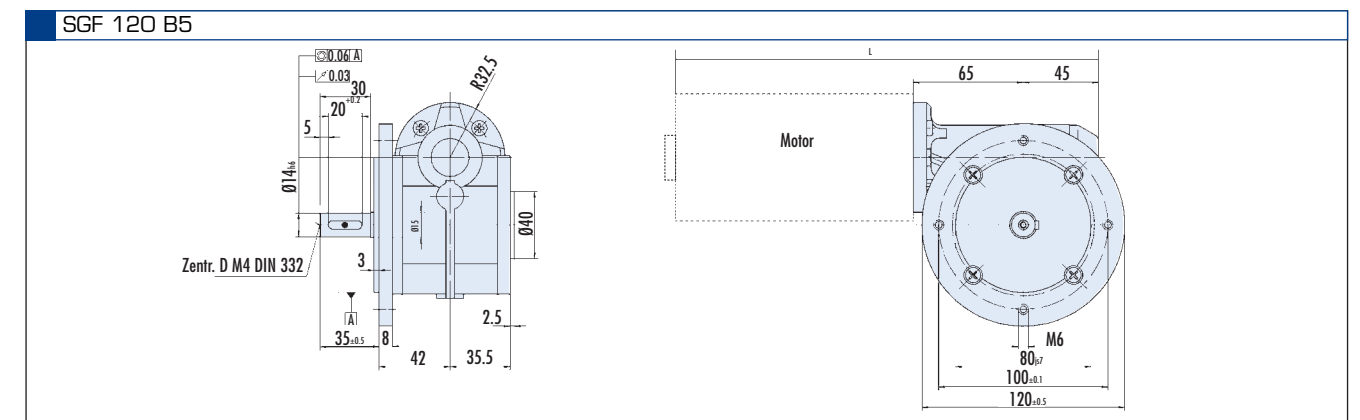 SGF 120 B5
0.06 A
0.03
30
20 +0.2
5
R32.5
Ø14h6
Ø15
Ø40
Zentr. D M4 DIN 332
3
A
2.5
35±0.5
8
42
35.5
L
65
45
Motor
M6
80js7
100±0.1
120±0.5